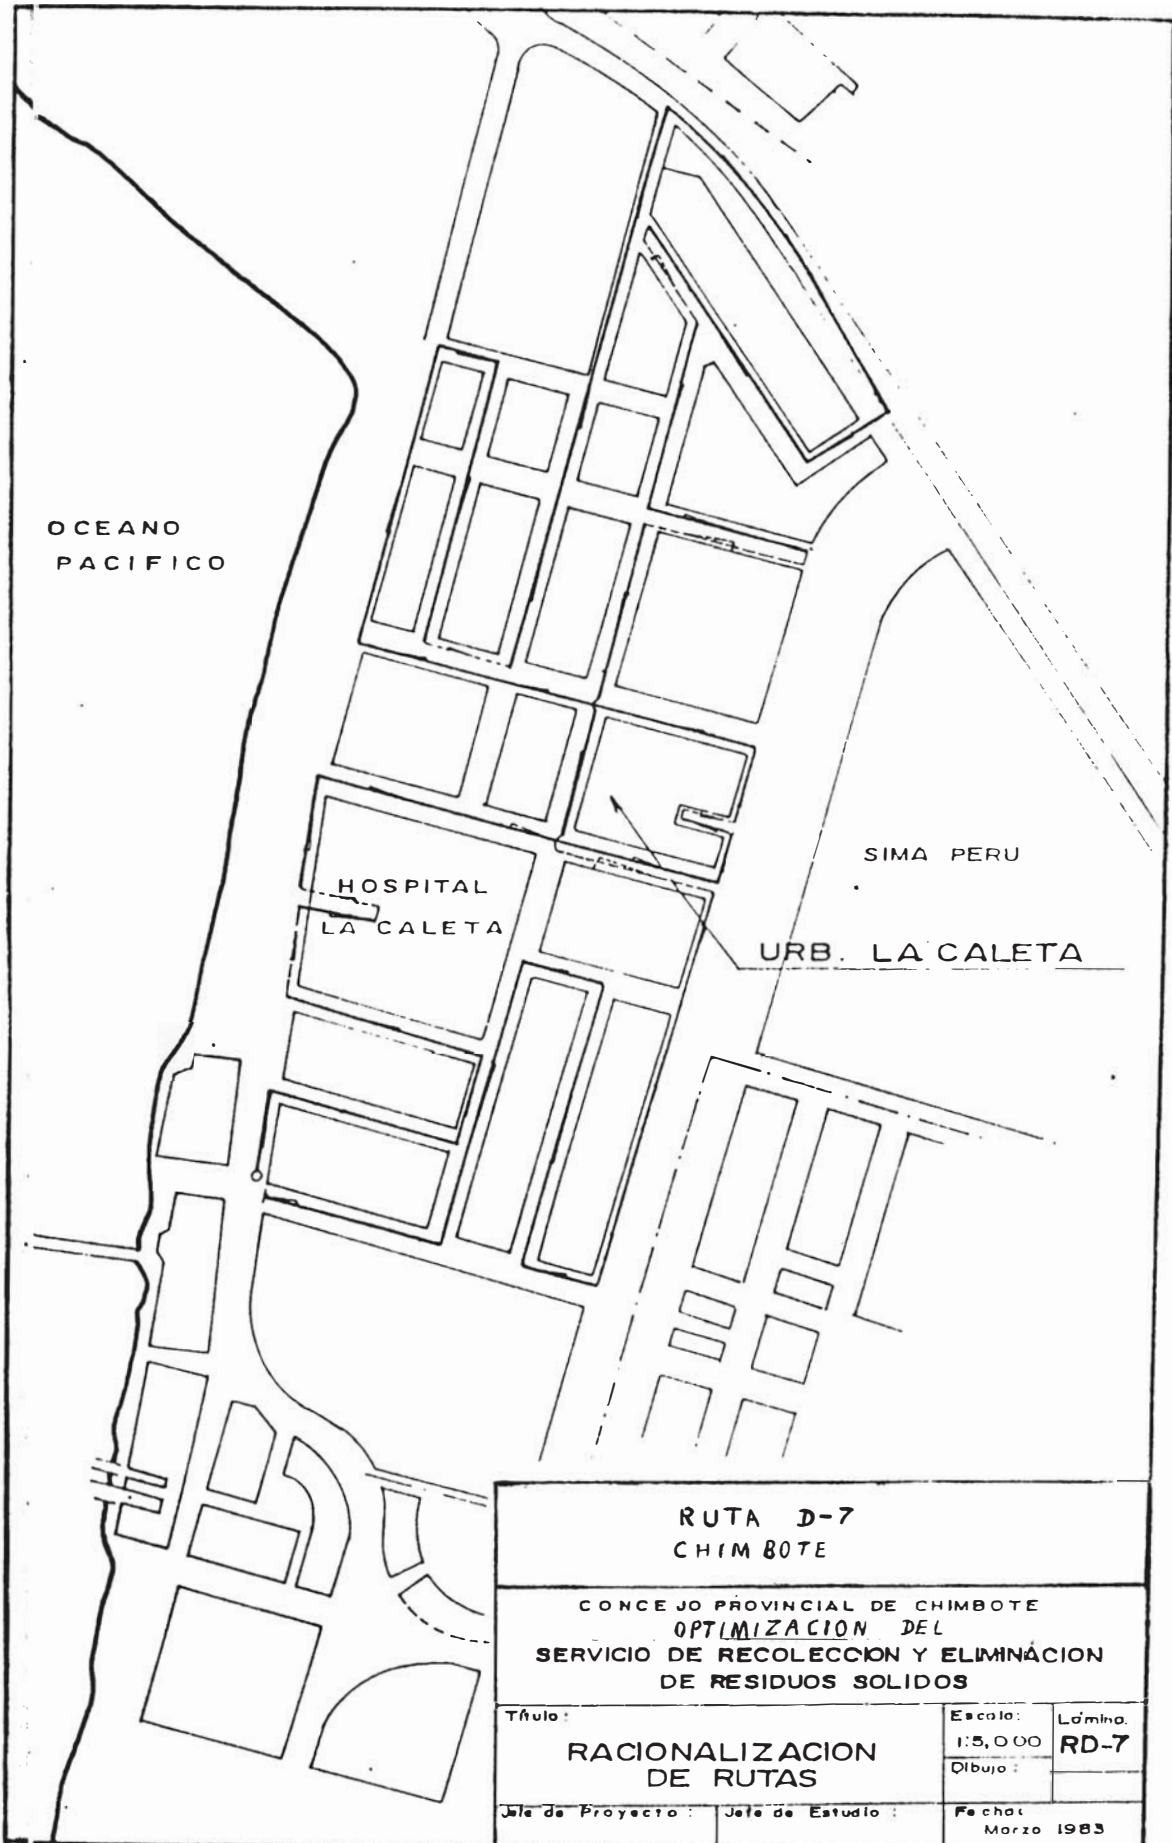 OCEANO
PACIFICO
HOSPITAL
LA CALETA
SIMA PERU
URB. LA CALETA
RUTA D-7
CHIMBOTE
CONCEJO PROVINCIAL DE CHIMBOTE
OPTIMIZACION DEL
SERVICIO DE RECOLECCION Y ELIMINACION
DE RESIDUOS SOLIDOS
Título:
RACIONALIZACION
DE RUTAS
Escala:
1:5,000
Lámina.
RD-7
Dibujo:
Jefe de Proyecto:
Jefe de Estudio:
Fecha:
Marzo 1983